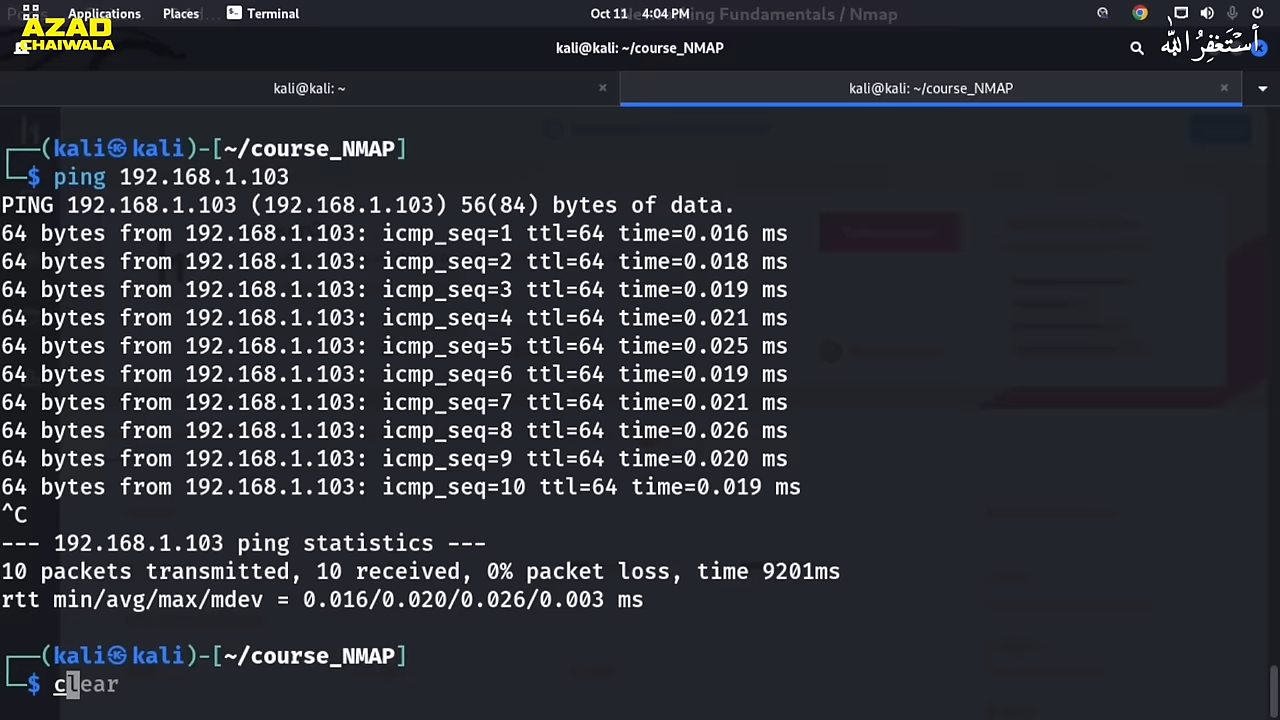 Applications Places Terminal Oct 11 4:04 PM Networking Fundamentals / Nmap
AZAD
CHAIWALA
kali@kali: ~/course_NMAP
أستغفر الله
kali@kali: ~ × kali@kali: ~/course_NMAP ×
┌──(kali㉿kali)-[~/course_NMAP]
└─$ ping 192.168.1.103
PING 192.168.1.103 (192.168.1.103) 56(84) bytes of data.
64 bytes from 192.168.1.103: icmp_seq=1 ttl=64 time=0.016 ms
64 bytes from 192.168.1.103: icmp_seq=2 ttl=64 time=0.018 ms
64 bytes from 192.168.1.103: icmp_seq=3 ttl=64 time=0.019 ms
64 bytes from 192.168.1.103: icmp_seq=4 ttl=64 time=0.021 ms
64 bytes from 192.168.1.103: icmp_seq=5 ttl=64 time=0.025 ms
64 bytes from 192.168.1.103: icmp_seq=6 ttl=64 time=0.019 ms
64 bytes from 192.168.1.103: icmp_seq=7 ttl=64 time=0.021 ms
64 bytes from 192.168.1.103: icmp_seq=8 ttl=64 time=0.026 ms
64 bytes from 192.168.1.103: icmp_seq=9 ttl=64 time=0.020 ms
64 bytes from 192.168.1.103: icmp_seq=10 ttl=64 time=0.019 ms
^C
--- 192.168.1.103 ping statistics ---
10 packets transmitted, 10 received, 0% packet loss, time 9201ms
rtt min/avg/max/mdev = 0.016/0.020/0.026/0.003 ms
┌──(kali㉿kali)-[~/course_NMAP]
└─$ clear